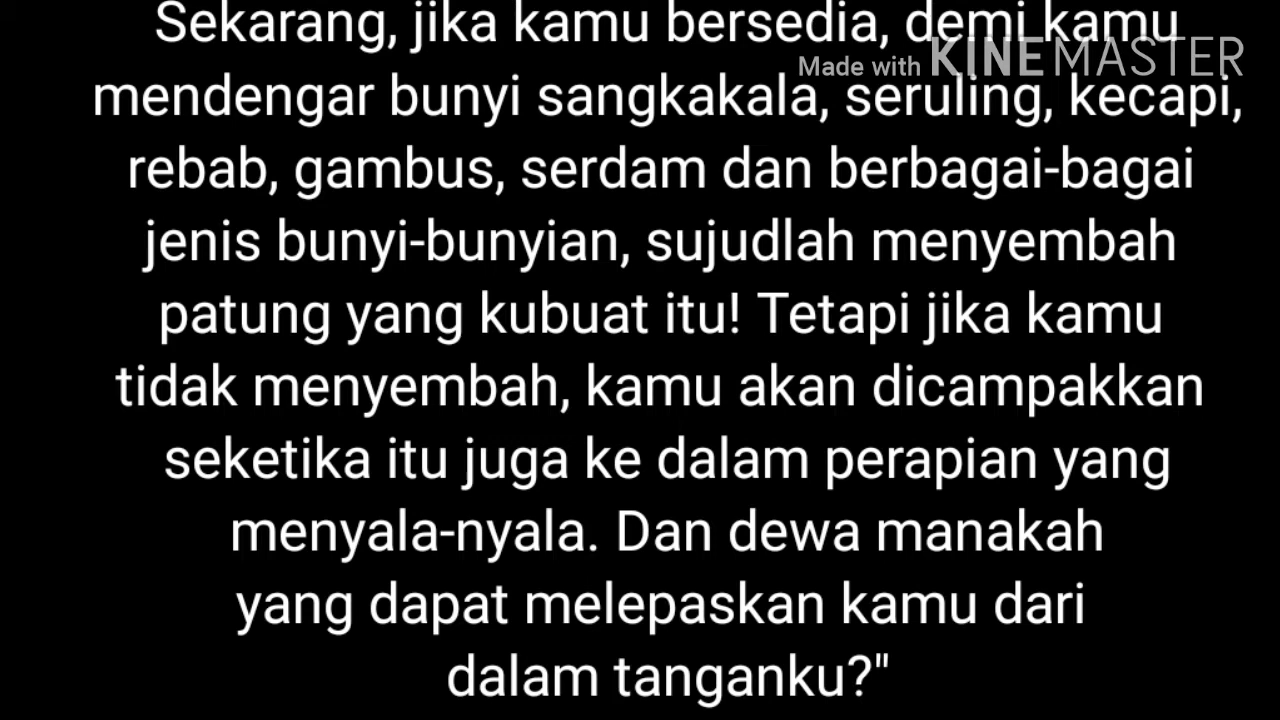 Sekarang, jika kamu bersedia, demi kamu
Made with KINEMASTER
mendengar bunyi sangkakala, seruling, kecapi,
rebab, gambus, serdam dan berbagai-bagai
jenis bunyi-bunyian, sujudlah menyembah
patung yang kubuat itu! Tetapi jika kamu
tidak menyembah, kamu akan dicampakkan
seketika itu juga ke dalam perapian yang
menyala-nyala. Dan dewa manakah
yang dapat melepaskan kamu dari
dalam tanganku?"